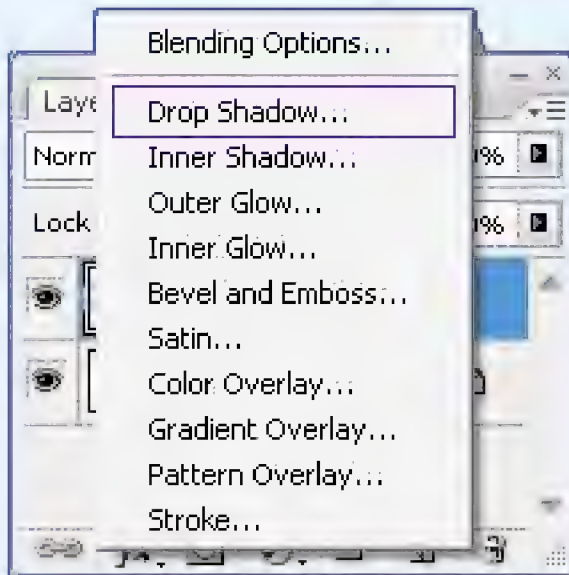 Blending Options...
Laye
Drop Shadow...
Norm
Inner Shadow...
%
Outer Glow...
Lock
%
Inner Glow...
Bevel and Emboss...
Satin...
Color Overlay...
Gradient Overlay...
Pattern Overlay...
Stroke...